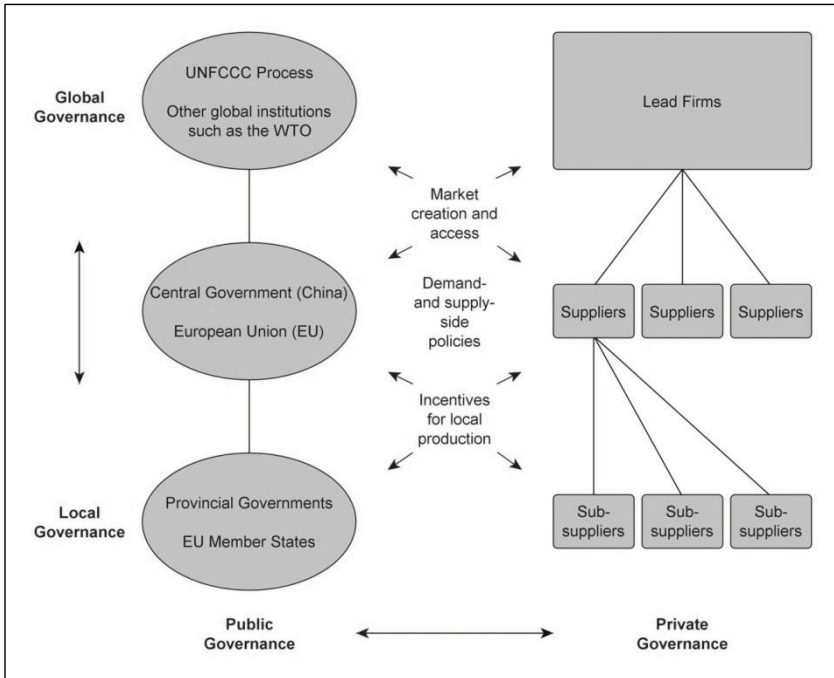 Global
Governance
UNFCCC Process
Other global institutions
such as the WTO
Lead Firms
Market
creation and
access
Central Government (China)
European Union (EU)
Demand-
and supply-
side
policies
Suppliers
Suppliers
Suppliers
Incentives
for local
production
Local
Governance
Provincial Governments
EU Member States
Sub-
suppliers
Sub-
suppliers
Sub-
suppliers
Public
Governance
Private
Governance